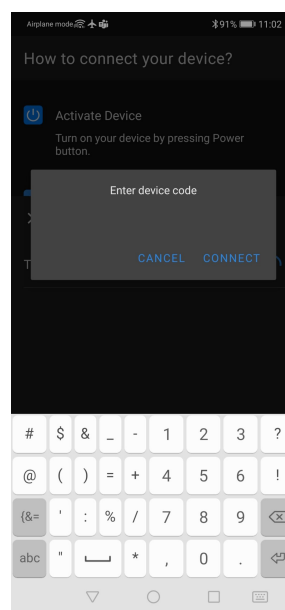 Airplane mode 91% 11:02
How to connect your device?
Activate Device
Turn on your device by pressing Power
button.
Enter device code
T
CANCEL CONNECT
# $ & _ - 1 2 3 ?
@ ( ) = + 4 5 6 !
{&= ' : % / 7 8 9
abc " * , 0 .